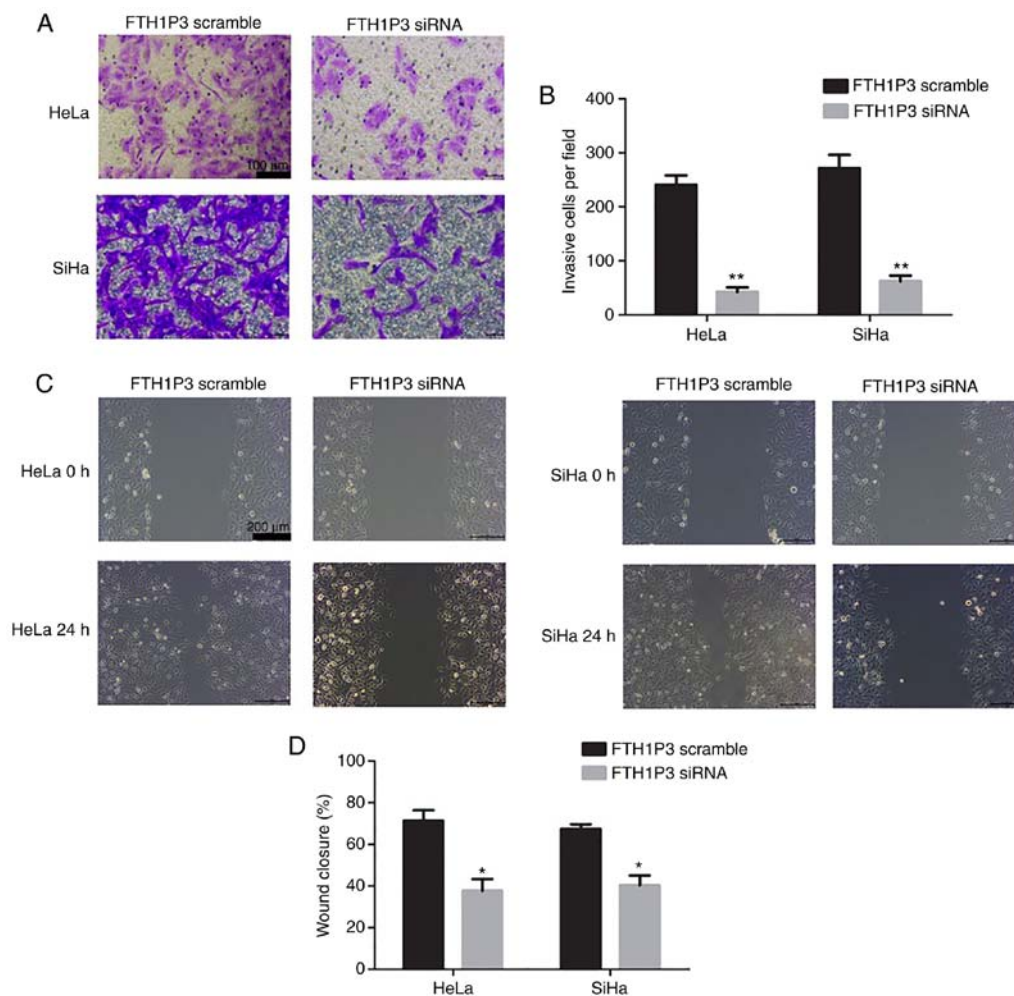 A
FTH1P3 scramble
FTH1P3 siRNA
HeLa
100 μm
SiHa
B
FTH1P3 scramble
FTH1P3 siRNA
Invasive cells per field
400
300
200
100
0
**
**
HeLa
SiHa
C
FTH1P3 scramble
FTH1P3 siRNA
FTH1P3 scramble
FTH1P3 siRNA
HeLa 0 h
200 μm
SiHa 0 h
HeLa 24 h
SiHa 24 h
D
FTH1P3 scramble
FTH1P3 siRNA
Wound closure (%)
100
80
60
40
20
0
*
*
HeLa
SiHa